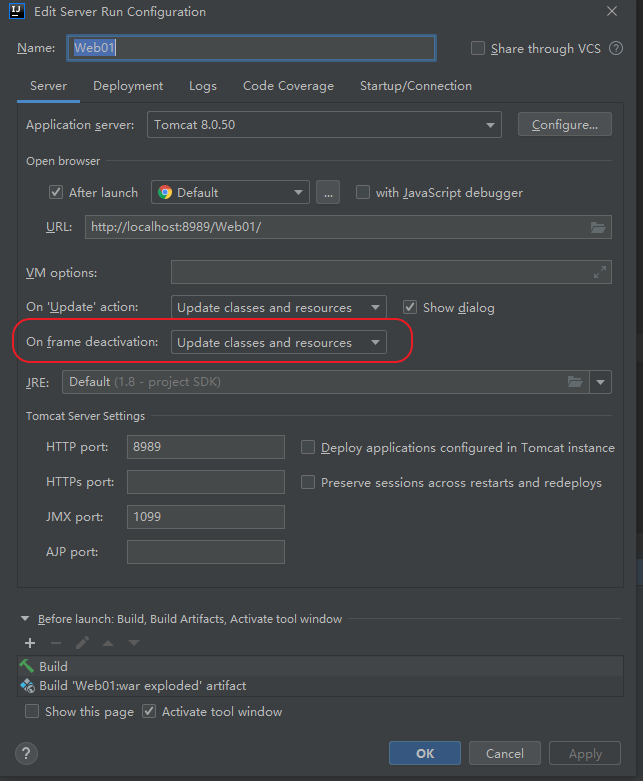 IJ Edit Server Run Configuration
Name: Web01 Share through VCS ?
Server Deployment Logs Code Coverage Startup/Connection
Application server: Tomcat 8.0.50 Configure...
Open browser
After launch Default ... with JavaScript debugger
URL: http://localhost:8989/Web01/
VM options:
On 'Update' action: Update classes and resources Show dialog
On frame deactivation: Update classes and resources
JRE: Default (1.8 - project SDK)
Tomcat Server Settings
HTTP port: 8989 Deploy applications configured in Tomcat instance
HTTPs port: Preserve sessions across restarts and redeploys
JMX port: 1099
AJP port:
Before launch: Build, Build Artifacts, Activate tool window
Build
Build 'Web01:war exploded' artifact
Show this page Activate tool window
? OK Cancel Apply